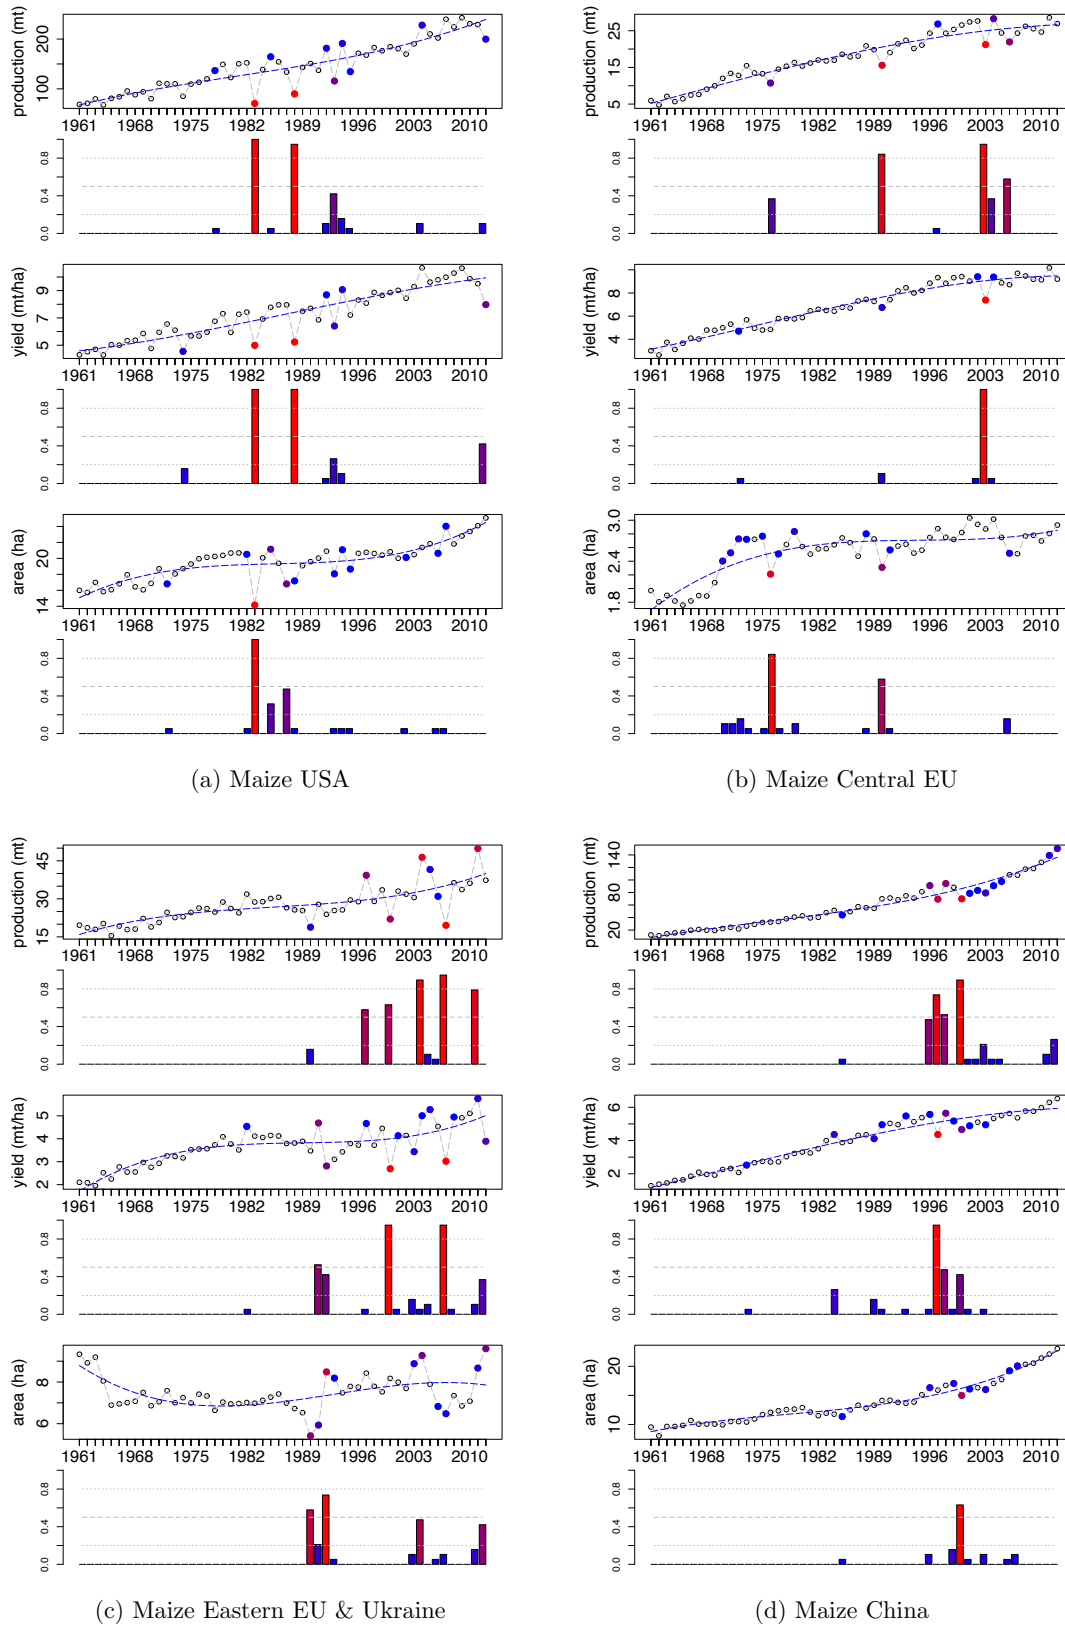 production (mt)
100 200
1961 1968 1975 1982 1989 1996 2003 2010
0.0 0.4 0.8
yield (mt/ha)
5 7 9
1961 1968 1975 1982 1989 1996 2003 2010
0.0 0.4 0.8
area (ha)
14 20
1961 1968 1975 1982 1989 1996 2003 2010
0.0 0.4 0.8
(a) Maize USA
production (mt)
5 15 25
1961 1968 1975 1982 1989 1996 2003 2010
0.0 0.4 0.8
yield (mt/ha)
4 6 8
1961 1968 1975 1982 1989 1996 2003 2010
0.0 0.4 0.8
area (ha)
1.8 2.4 3.0
1961 1968 1975 1982 1989 1996 2003 2010
0.0 0.4 0.8
(b) Maize Central EU
production (mt)
15 30 45
1961 1968 1975 1982 1989 1996 2003 2010
0.0 0.4 0.8
yield (mt/ha)
2 3 4 5
1961 1968 1975 1982 1989 1996 2003 2010
0.0 0.4 0.8
area (ha)
6 8
1961 1968 1975 1982 1989 1996 2003 2010
0.0 0.4 0.8
(c) Maize Eastern EU & Ukraine
production (mt)
20 80 140
1961 1968 1975 1982 1989 1996 2003 2010
0.0 0.4 0.8
yield (mt/ha)
2 4 6
1961 1968 1975 1982 1989 1996 2003 2010
0.0 0.4 0.8
area (ha)
10 20
1961 1968 1975 1982 1989 1996 2003 2010
0.0 0.4 0.8
(d) Maize China